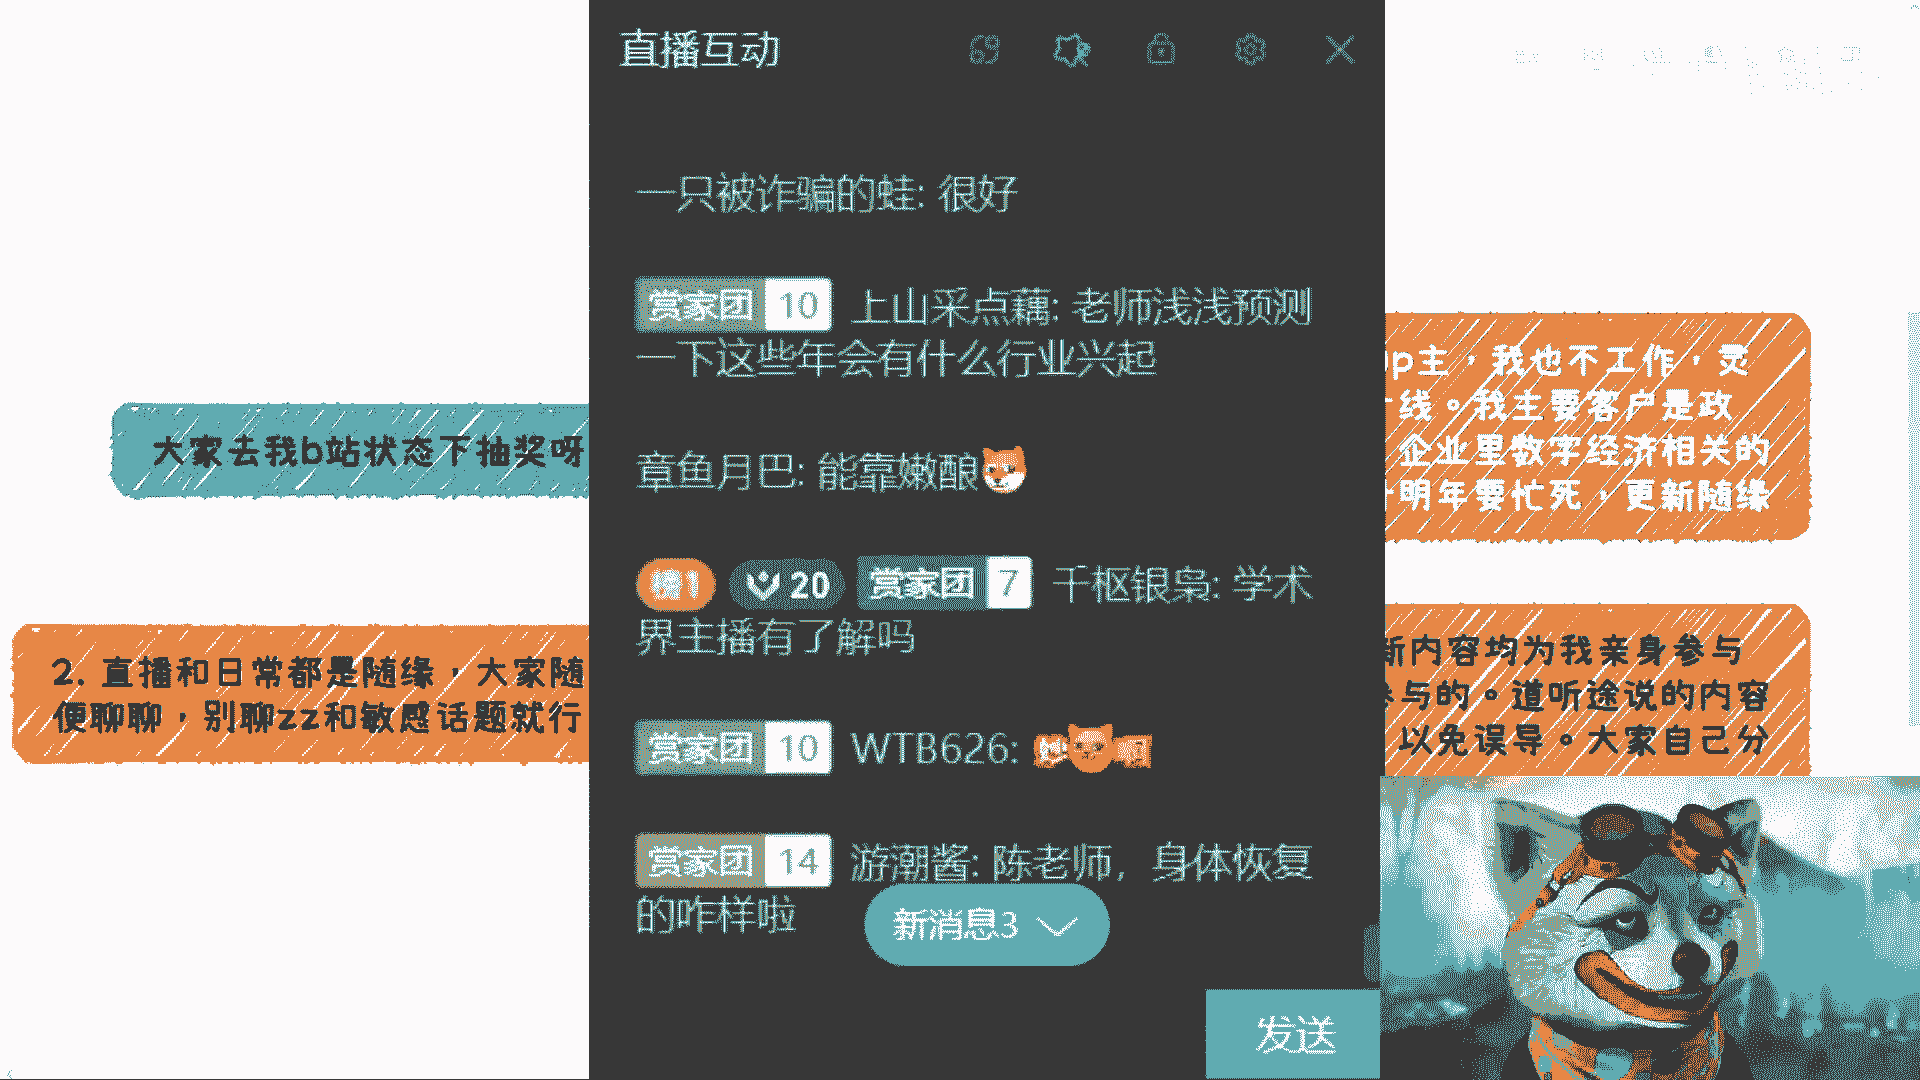 直播互动
一只被诈骗的蛙: 很好
赏家团 10 上山采点藕: 老师浅浅预测
一下这些年会有什么行业兴起
章鱼月巴: 能靠嫩酿
榜1 20 赏家团 7 千枢银枭: 学术
界主播有了解吗
赏家团 10 WTB626: 妙啊
赏家团 14 游潮酱: 陈老师，身体恢复
的咋样啦
新消息3
发送
大家去我b站状态下抽奖呀
2. 直播和日常都是随缘，大家随
便聊聊，别聊zz和敏感话题就行
up主，我也不工作，灵
线。我主要客户是政
企业里数字经济相关的
明年要忙死，更新随缘
新内容均为我亲身参与
参与的。道听途说的内容
以免误导。大家自己分